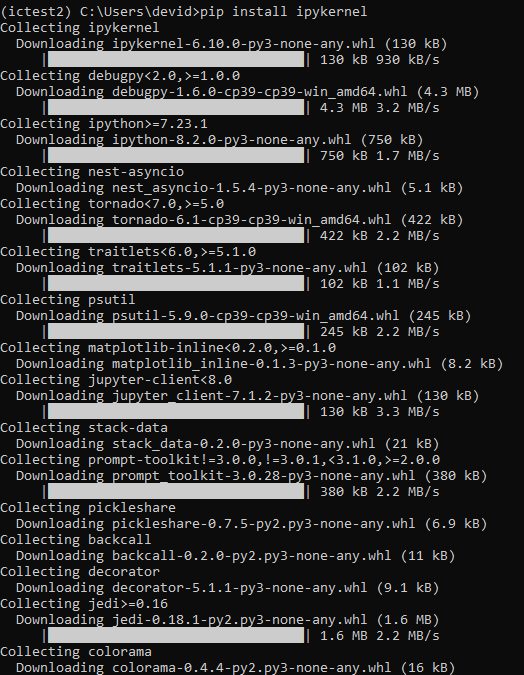 (ictest2) C:\Users\devid>pip install ipykernel
Collecting ipykernel
  Downloading ipykernel-6.10.0-py3-none-any.whl (130 kB)
     |████████████████████████████████| 130 kB 930 kB/s
Collecting debugpy<2.0,>=1.0.0
  Downloading debugpy-1.6.0-cp39-cp39-win_amd64.whl (4.3 MB)
     |████████████████████████████████| 4.3 MB 3.2 MB/s
Collecting ipython>=7.23.1
  Downloading ipython-8.2.0-py3-none-any.whl (750 kB)
     |████████████████████████████████| 750 kB 1.7 MB/s
Collecting nest-asyncio
  Downloading nest_asyncio-1.5.4-py3-none-any.whl (5.1 kB)
Collecting tornado<7.0,>=5.0
  Downloading tornado-6.1-cp39-cp39-win_amd64.whl (422 kB)
     |████████████████████████████████| 422 kB 2.2 MB/s
Collecting traitlets<6.0,>=5.1.0
  Downloading traitlets-5.1.1-py3-none-any.whl (102 kB)
     |████████████████████████████████| 102 kB 1.1 MB/s
Collecting psutil
  Downloading psutil-5.9.0-cp39-cp39-win_amd64.whl (245 kB)
     |████████████████████████████████| 245 kB 2.2 MB/s
Collecting matplotlib-inline<0.2.0,>=0.1.0
  Downloading matplotlib_inline-0.1.3-py3-none-any.whl (8.2 kB)
Collecting jupyter-client<8.0
  Downloading jupyter_client-7.1.2-py3-none-any.whl (130 kB)
     |████████████████████████████████| 130 kB 3.3 MB/s
Collecting stack-data
  Downloading stack_data-0.2.0-py3-none-any.whl (21 kB)
Collecting prompt-toolkit!=3.0.0,!=3.0.1,<3.1.0,>=2.0.0
  Downloading prompt_toolkit-3.0.28-py3-none-any.whl (380 kB)
     |████████████████████████████████| 380 kB 2.2 MB/s
Collecting pickleshare
  Downloading pickleshare-0.7.5-py2.py3-none-any.whl (6.9 kB)
Collecting backcall
  Downloading backcall-0.2.0-py2.py3-none-any.whl (11 kB)
Collecting decorator
  Downloading decorator-5.1.1-py3-none-any.whl (9.1 kB)
Collecting jedi>=0.16
  Downloading jedi-0.18.1-py2.py3-none-any.whl (1.6 MB)
     |████████████████████████████████| 1.6 MB 2.2 MB/s
Collecting colorama
  Downloading colorama-0.4.4-py2.py3-none-any.whl (16 kB)